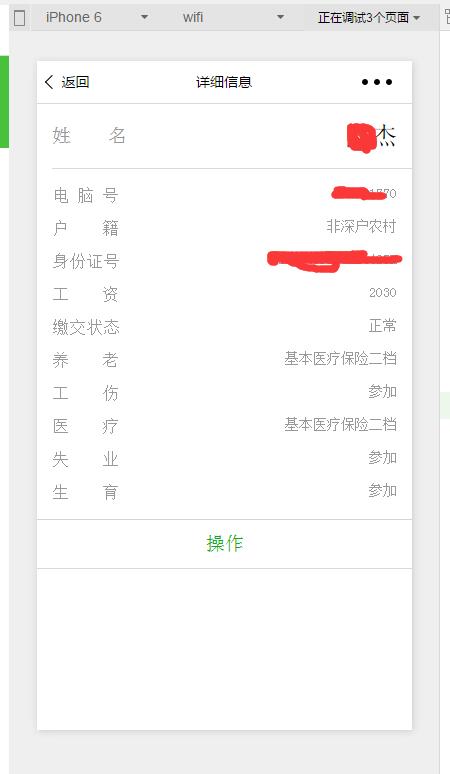 iPhone 6 wifi 正在调试3个页面
返回 详细信息
姓 名 杰
电 脑 号
户 籍 非深户农村
身份证号
工 资 2030
缴交状态 正常
养 老 基本医疗保险二档
工 伤 参加
医 疗 基本医疗保险二档
失 业 参加
生 育 参加
操作